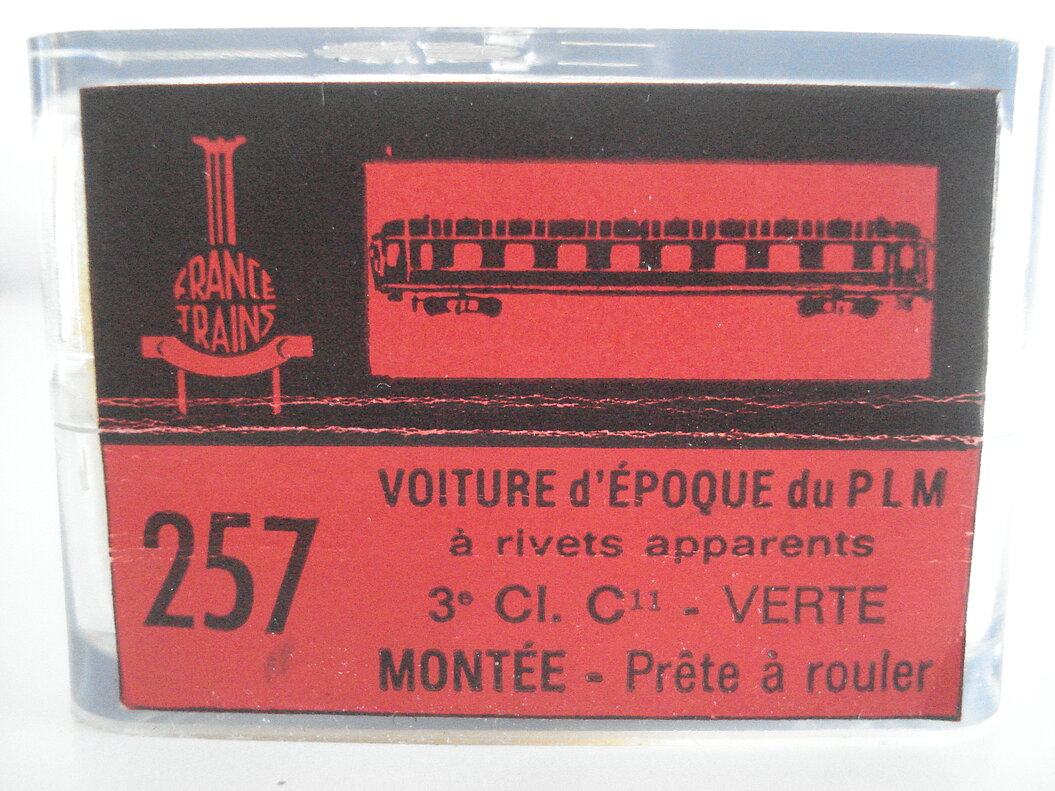 FRANCE
TRAINS
257
VOITURE d'ÉPOQUE du PLM
à rivets apparents
3e Cl. C11 - VERTE
MONTÉE - Prête à rouler